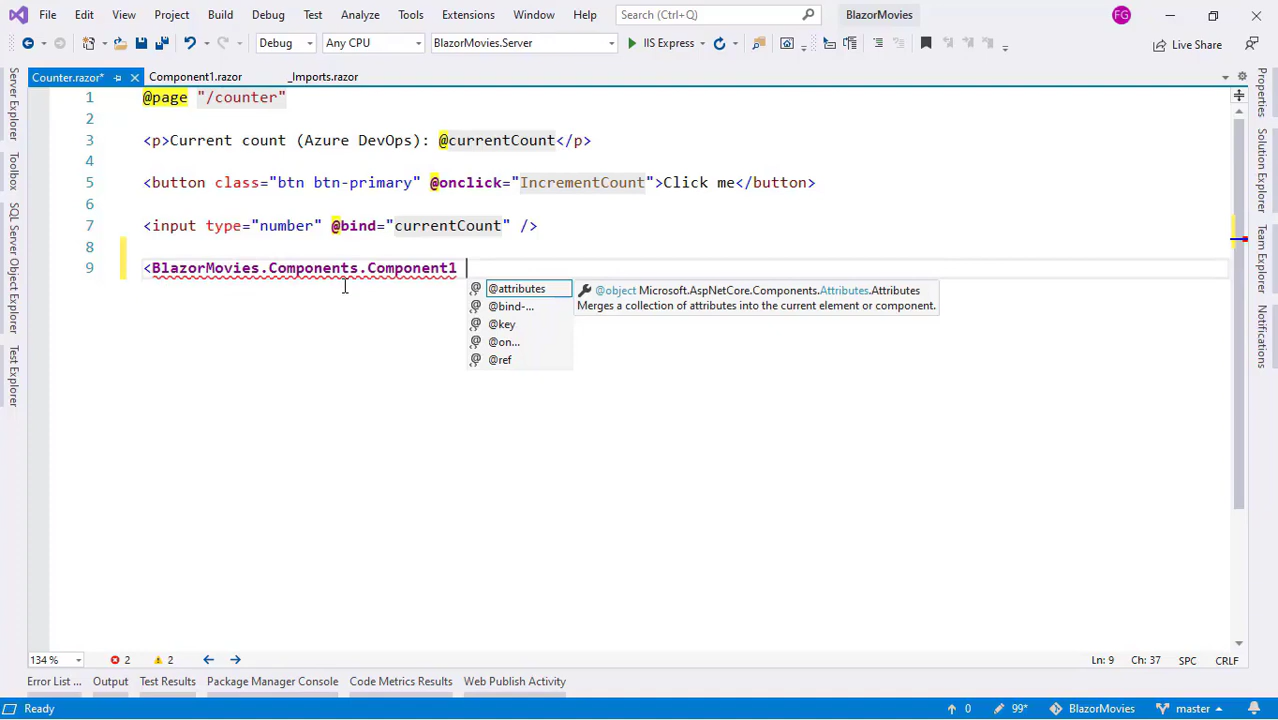 File Edit View Project Build Debug Test Analyze Tools Extensions Window Help Search (Ctrl+Q) BlazorMovies FG
Debug Any CPU BlazorMovies.Server IIS Express Live Share
Counter.razor* Component1.razor _Imports.razor
Server Explorer
Toolbox
SQL Server Object Explorer
Test Explorer
1 @page "/counter"
2
3 <p>Current count (Azure DevOps): @currentCount</p>
4
5 <button class="btn btn-primary" @onclick="IncrementCount">Click me</button>
6
7 <input type="number" @bind="currentCount" />
8
9 <BlazorMovies.Components.Component1
@attributes
@bind-...
@key
@on...
@ref
@object Microsoft.AspNetCore.Components.Attributes.Attributes
Merges a collection of attributes into the current element or component.
Properties
Solution Explorer
Team Explorer
Notifications
134 % 2 2 Ln: 9 Ch: 37 SPC CRLF
Error List ... Output Test Results Package Manager Console Code Metrics Results Web Publish Activity
Ready 0 99* BlazorMovies master